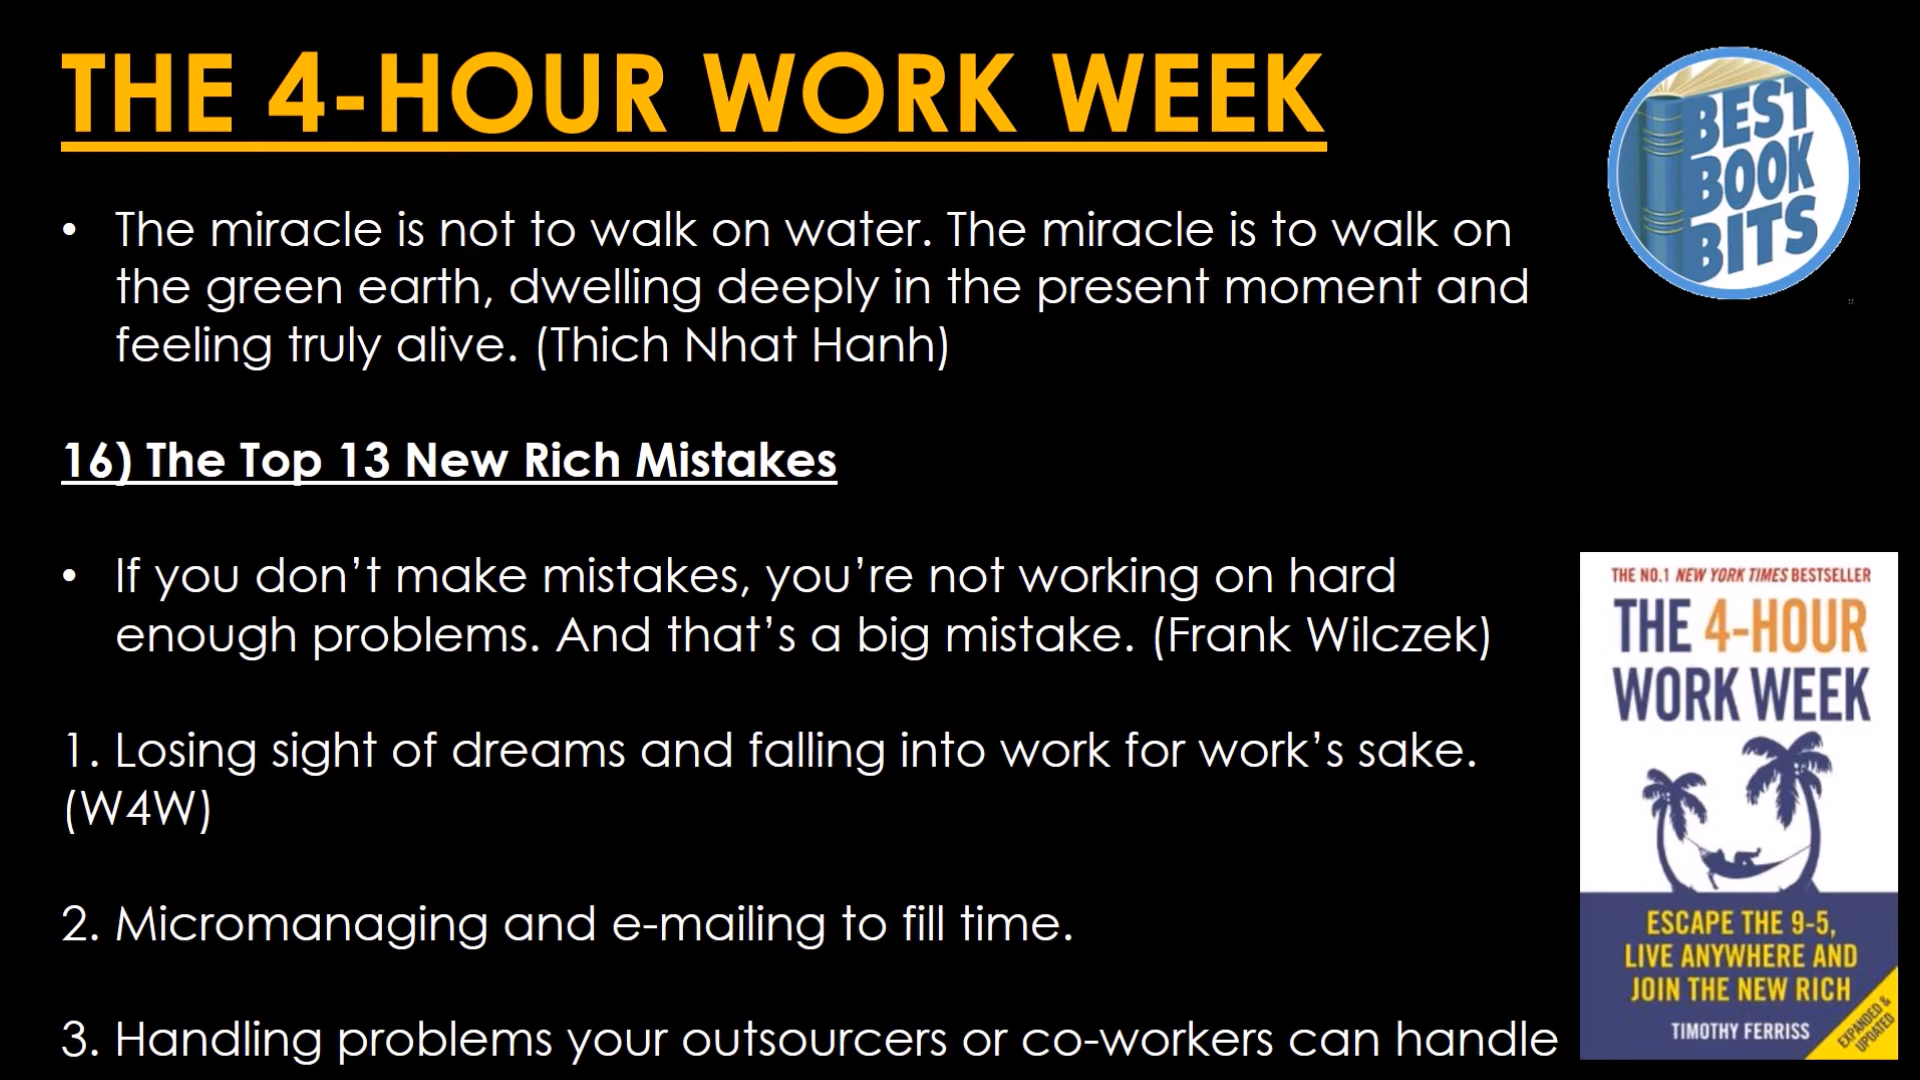 THE 4-HOUR WORK WEEK
BEST
BOOK
BITS
• The miracle is not to walk on water. The miracle is to walk on
the green earth, dwelling deeply in the present moment and
feeling truly alive. (Thich Nhat Hanh)
16) The Top 13 New Rich Mistakes
• If you don’t make mistakes, you’re not working on hard
enough problems. And that’s a big mistake. (Frank Wilczek)
1. Losing sight of dreams and falling into work for work’s sake.
(W4W)
2. Micromanaging and e-mailing to fill time.
3. Handling problems your outsourcers or co-workers can handle
THE NO.1 NEW YORK TIMES BESTSELLER
THE 4-HOUR
WORK WEEK
ESCAPE THE 9-5,
LIVE ANYWHERE AND
JOIN THE NEW RICH
TIMOTHY FERRISS
EXPANDED &
UPDATED